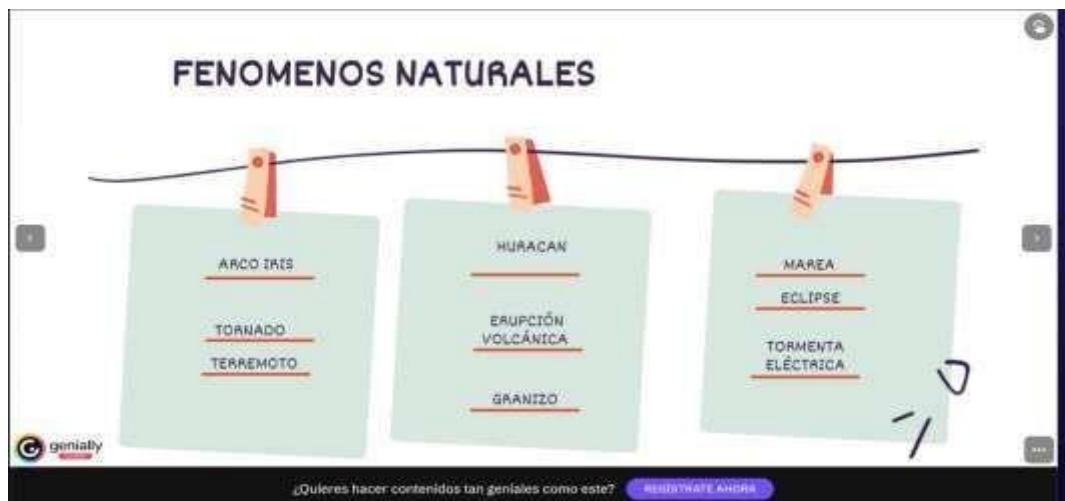 FENOMENOS NATURALES
ARCO IRIS
TORNADO
TERREMOTO
HURACAN
ERUPCIÓN
VOLCÁNICA
GRANIZO
MAREA
ECLIPSE
TORMENTA
ELÉCTRICA
genially
¿Quieres hacer contenidos tan geniales como este?
REGÍSTRATE AHORA